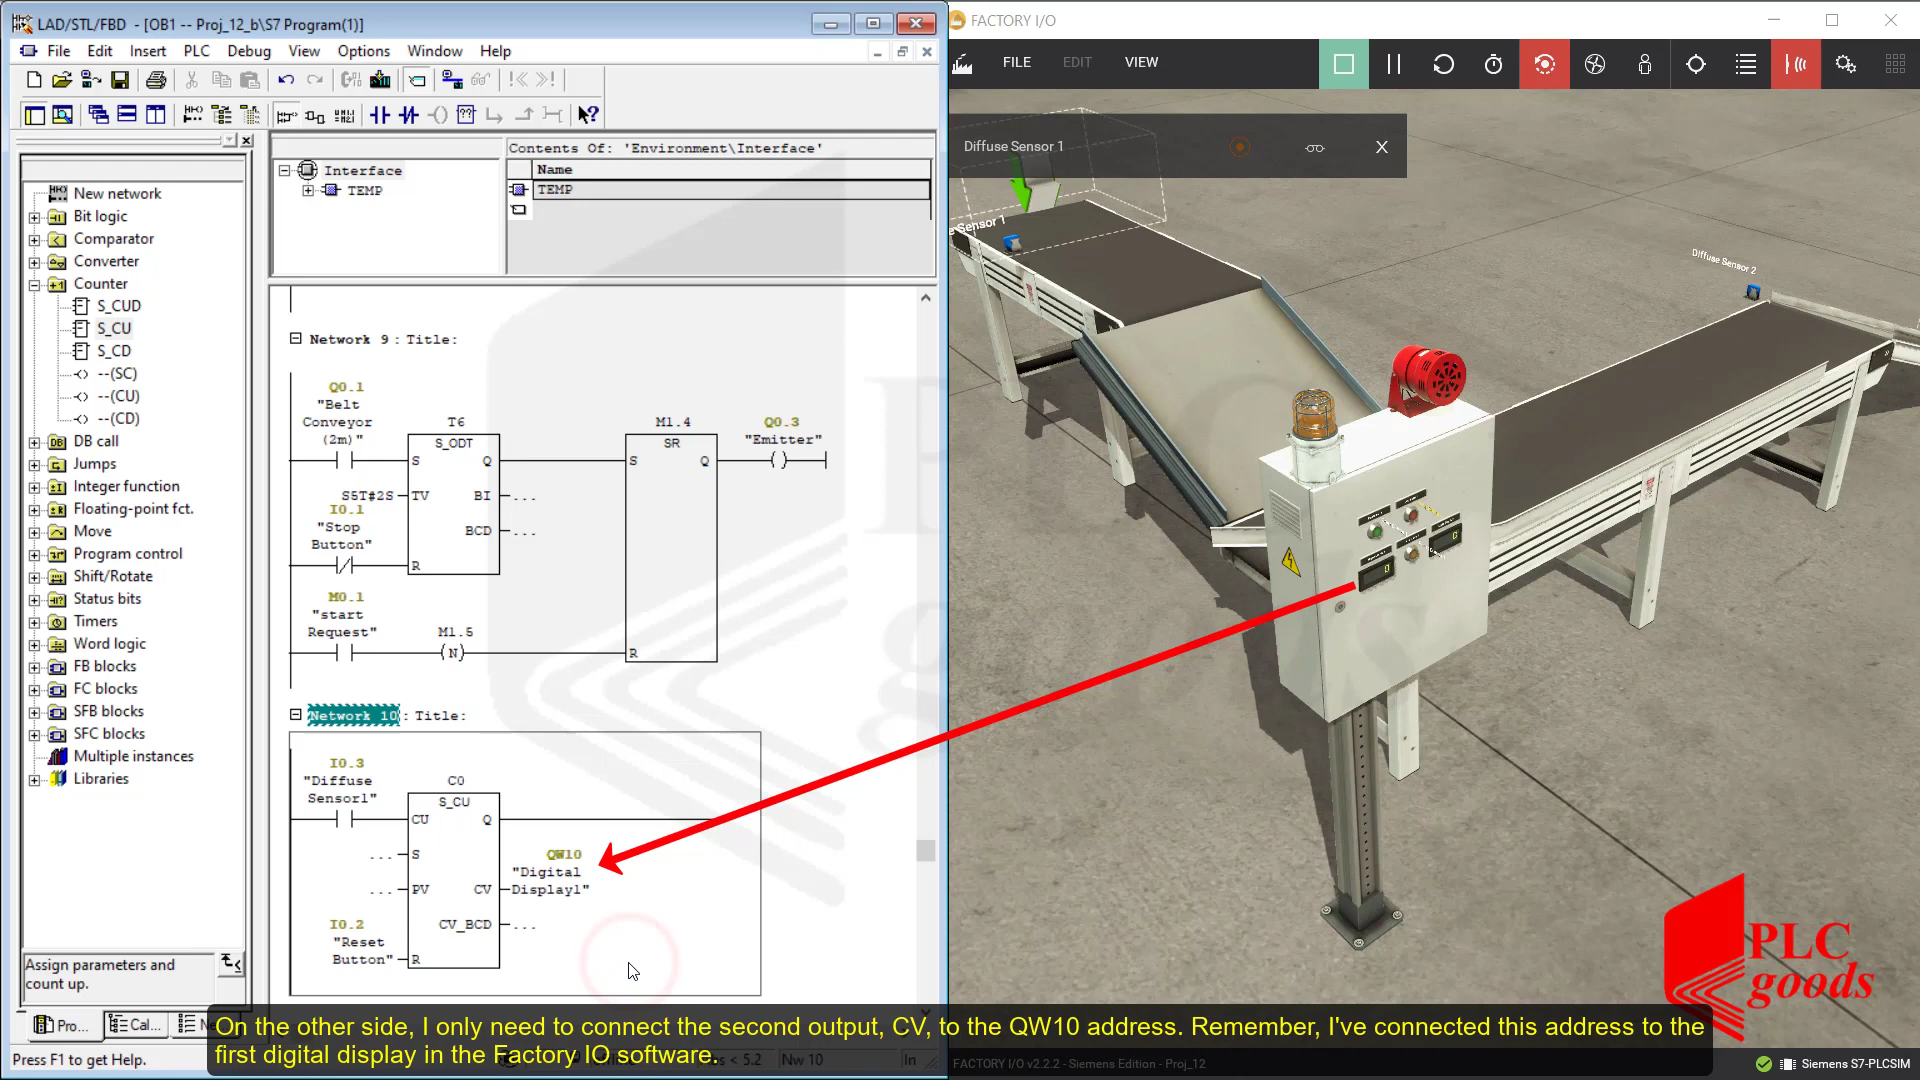 LAD/STL/FBD - [OB1 -- Proj_12_b\S7 Program(1)]
File Edit Insert PLC Debug View Options Window Help
New network
Bit logic
Comparator
Converter
Counter
S_CUD
S_CU
S_CD
--(SC)
--(CU)
--(CD)
DB call
Jumps
Integer function
Floating-point fct.
Move
Program control
Shift/Rotate
Status bits
Timers
Word logic
FB blocks
FC blocks
SFB blocks
SFC blocks
Multiple instances
Libraries
Assign parameters and
count up.
Pro... Cal...
Press F1 to get Help.
Interface
TEMP
Contents Of: 'Environment\Interface'
Name
TEMP
Network 9 : Title:
Q0.1
"Belt
Conveyor
(2m)"
T6
S_ODT
S Q
S5T#2S TV BI ...
I0.1
"Stop
Button"
BCD ...
R
M0.1
"start
Request"
M1.5
(N)
M1.4
SR
S Q
R
Q0.3
"Emitter"
Network 10 : Title:
I0.3
"Diffuse
Sensor1"
C0
S_CU
CU Q
... S
... PV CV
QW10
"Digital
Display1"
CV_BCD ...
I0.2
"Reset
Button" R
Nw 10
FACTORY I/O
FILE EDIT VIEW
Diffuse Sensor 1 X
Diffuse Sensor 2
0
0
PLC
goods
On the other side, I only need to connect the second output, CV, to the QW10 address. Remember, I've connected this address to the
first digital display in the Factory IO software.
FACTORY I/O v2.2.2 - Siemens Edition - Proj_12
Siemens S7-PLCSIM